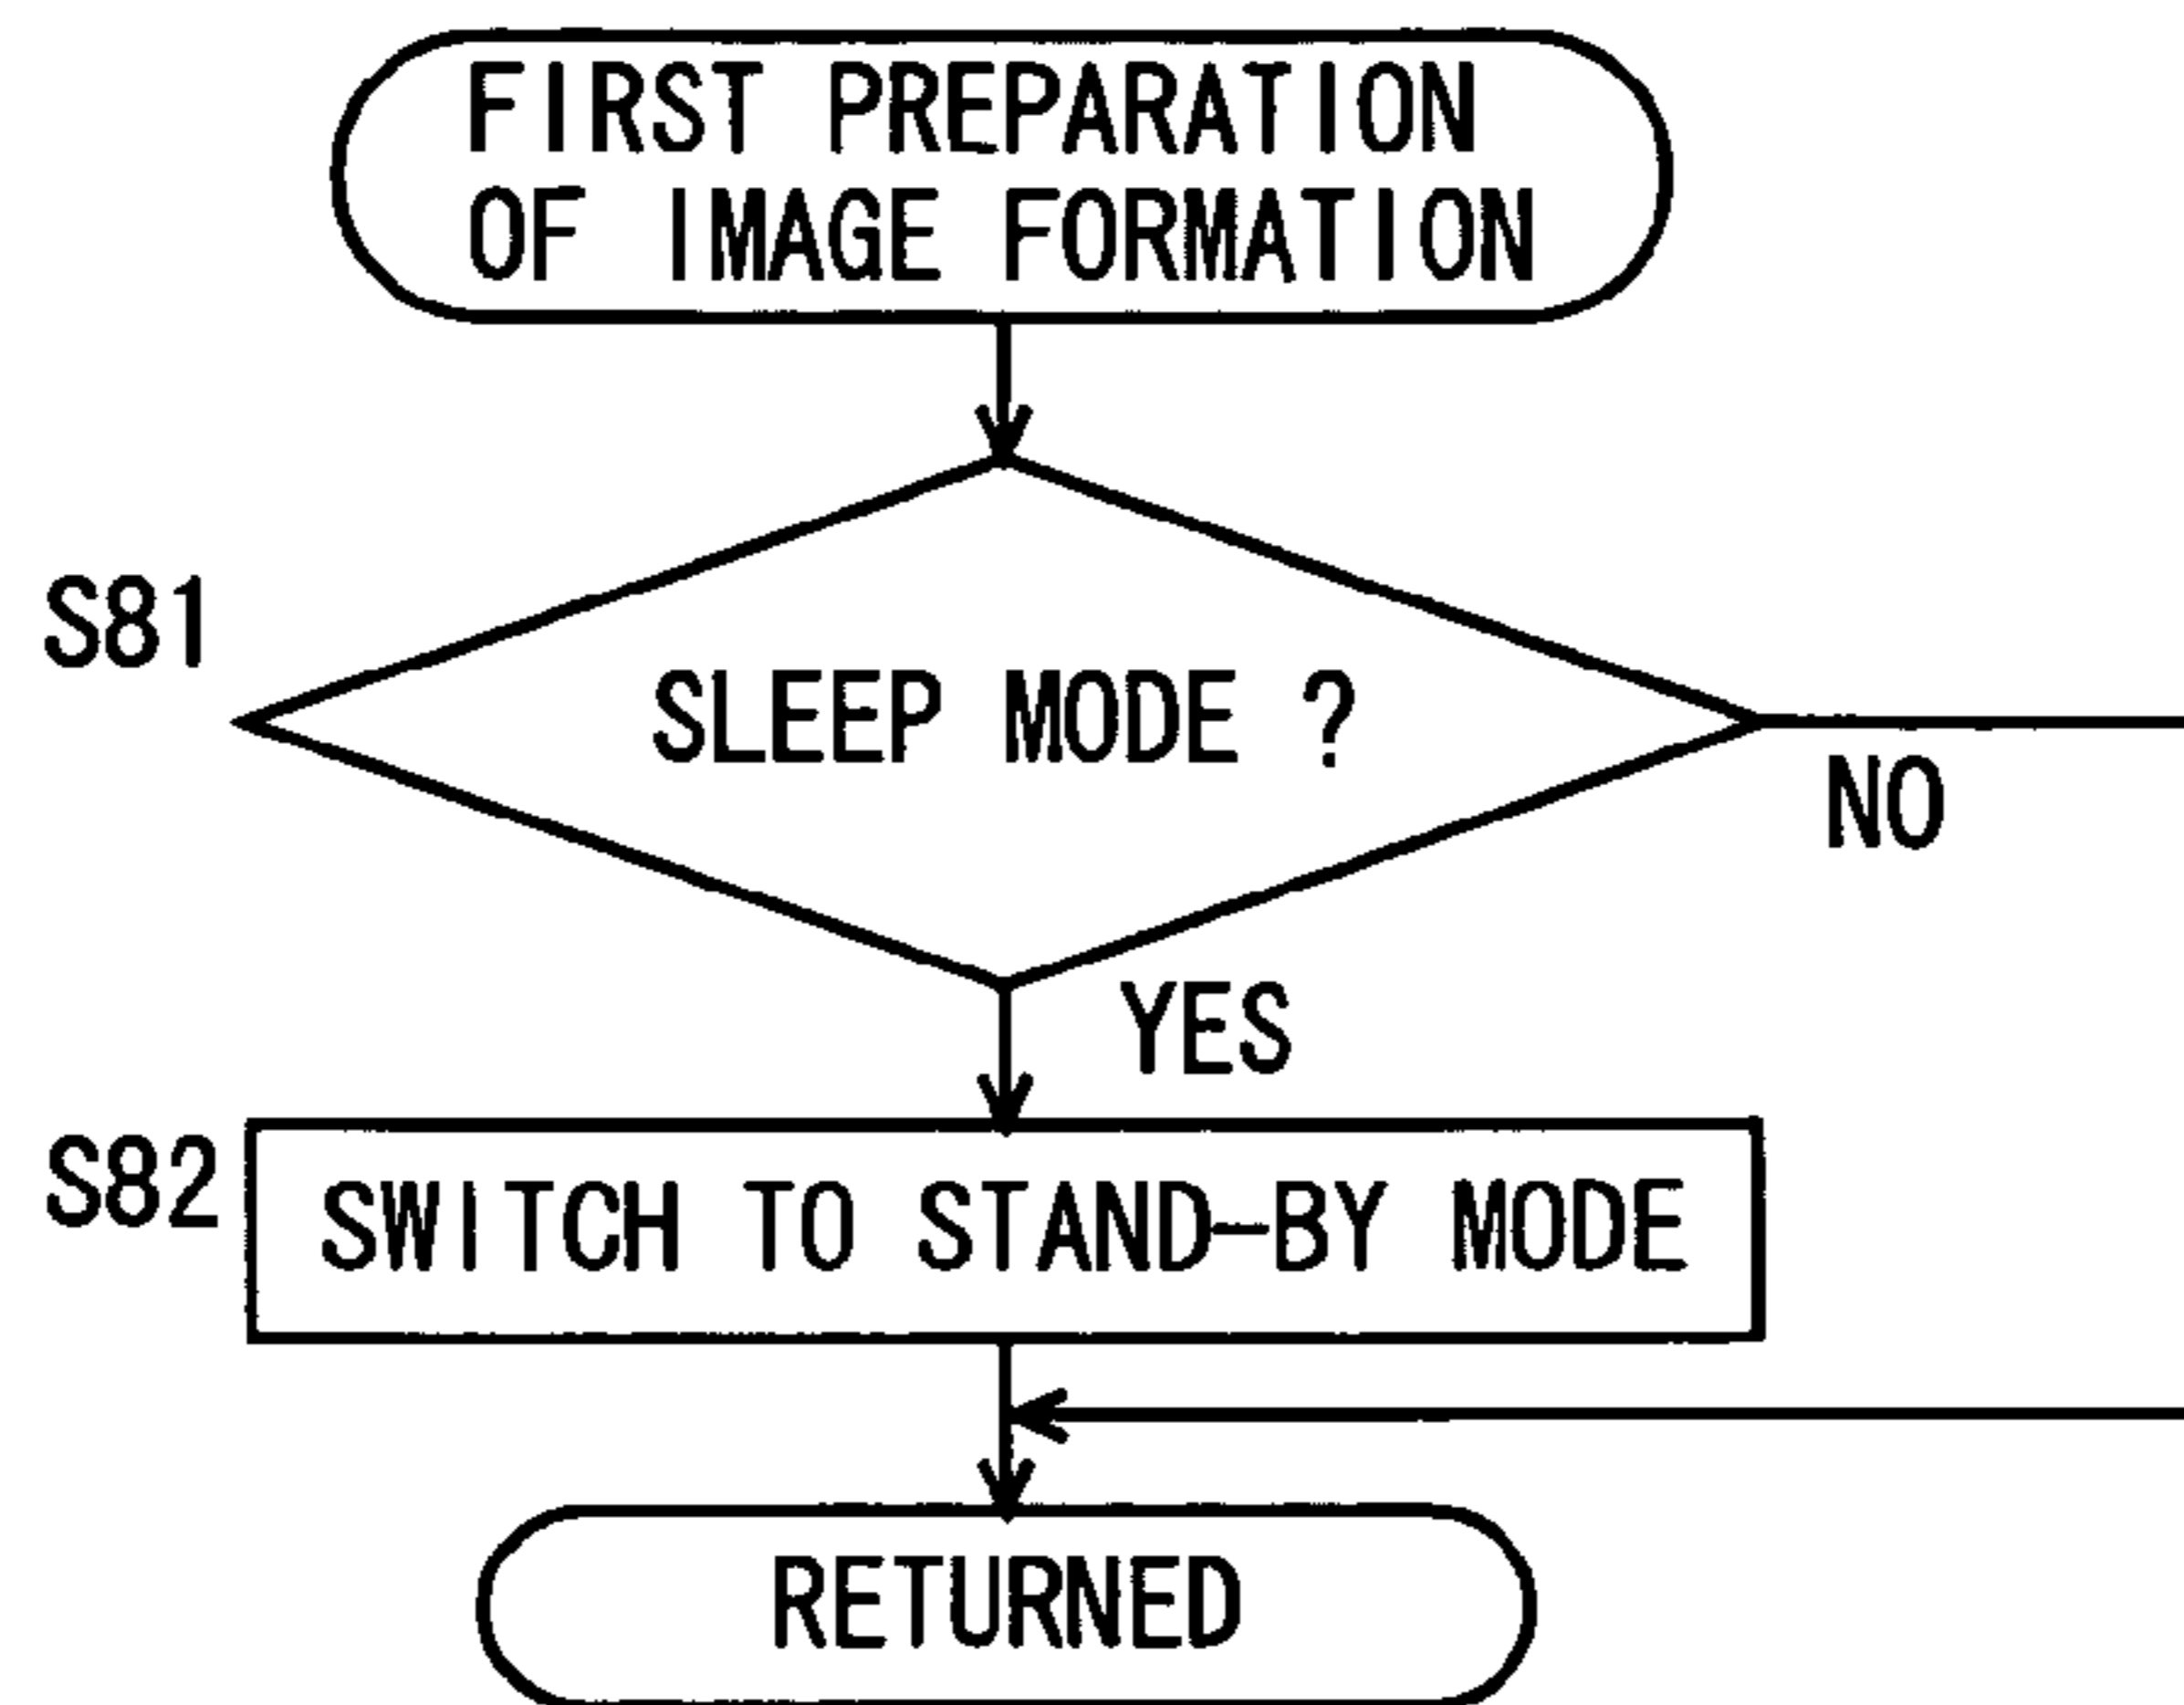 FIRST PREPARATION
OF IMAGE FORMATION
S81
SLEEP MODE ?
NO
YES
S82
SWITCH TO STAND-BY MODE
RETURNED